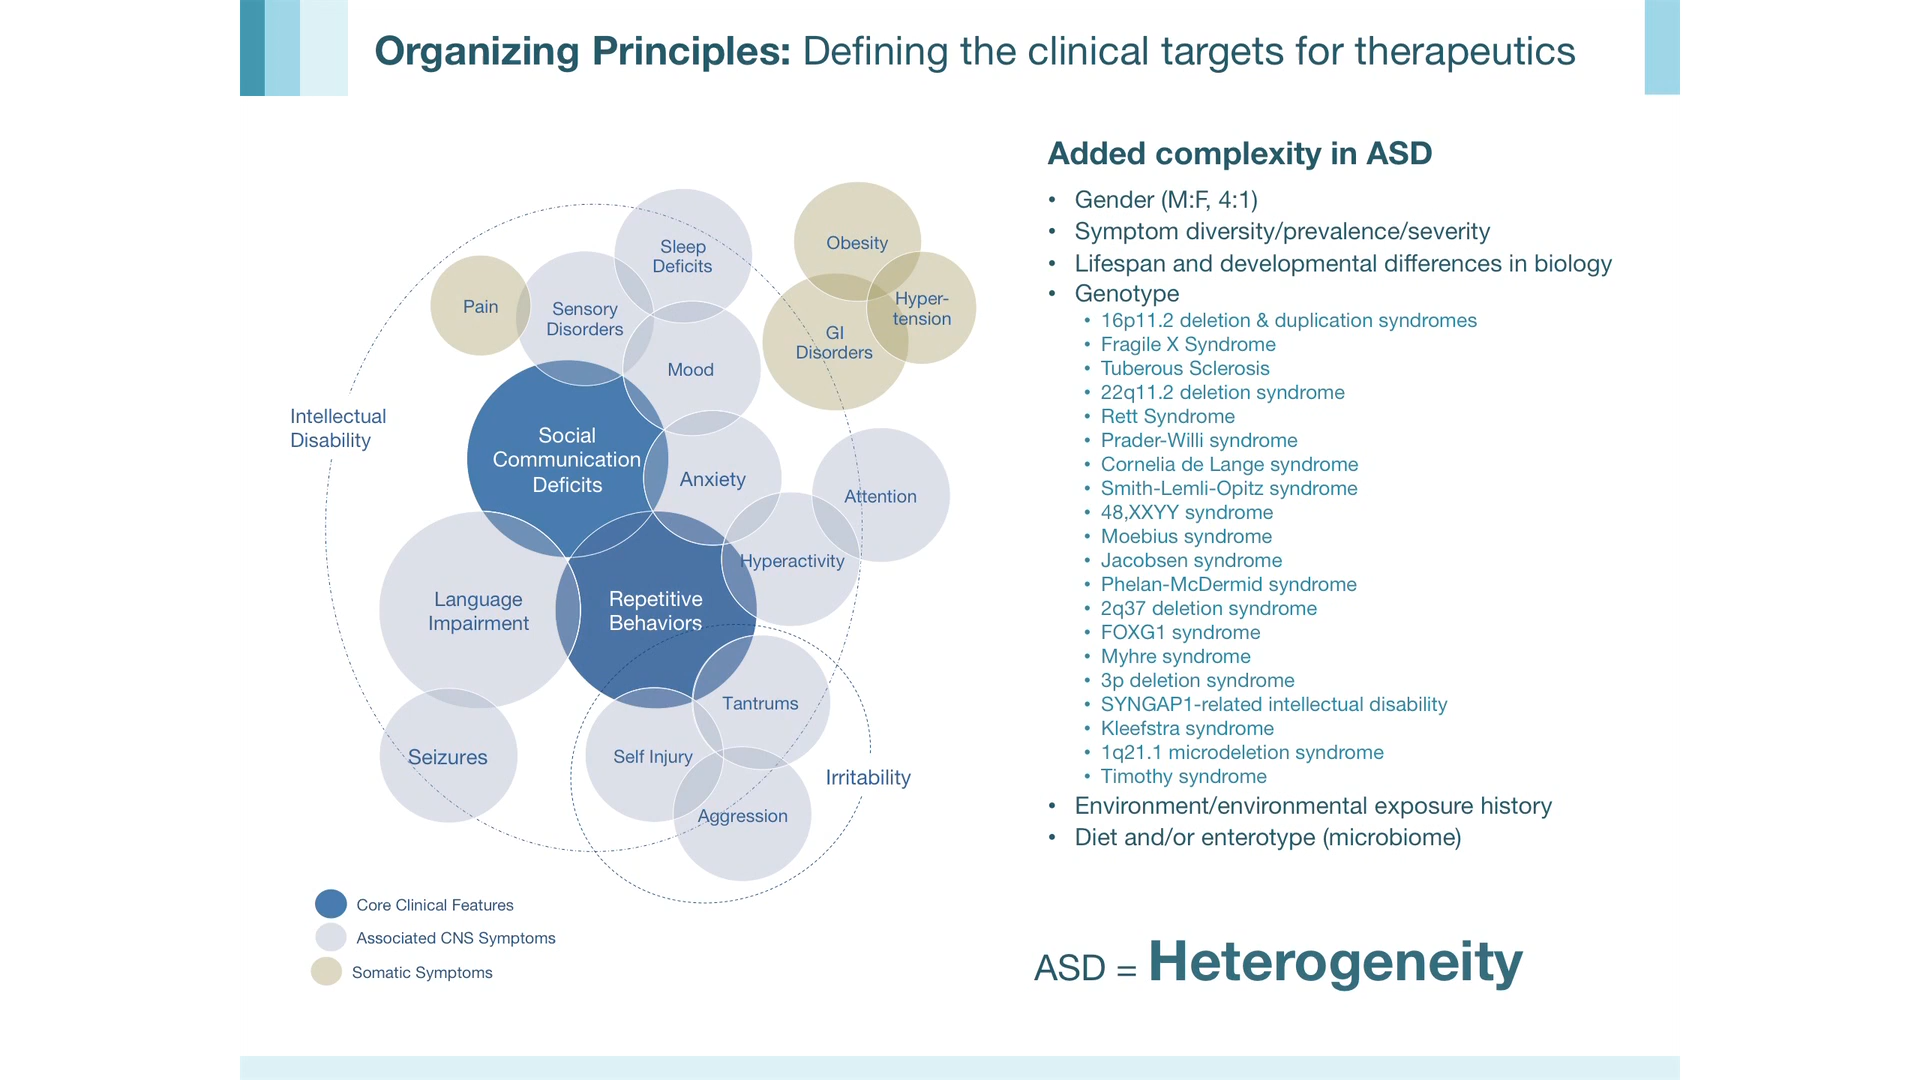 Organizing Principles: Defining the clinical targets for therapeutics
Sleep
Deficits
Obesity
Pain
Sensory
Disorders
Hyper-
tension
GI
Disorders
Mood
Intellectual
Disability
Social
Communication
Deficits
Anxiety
Attention
Hyperactivity
Language
Impairment
Repetitive
Behaviors
Tantrums
Seizures
Self Injury
Irritability
Aggression
Core Clinical Features
Associated CNS Symptoms
Somatic Symptoms
Added complexity in ASD
• Gender (M:F, 4:1)
• Symptom diversity/prevalence/severity
• Lifespan and developmental differences in biology
• Genotype
• 16p11.2 deletion & duplication syndromes
• Fragile X Syndrome
• Tuberous Sclerosis
• 22q11.2 deletion syndrome
• Rett Syndrome
• Prader-Willi syndrome
• Cornelia de Lange syndrome
• Smith-Lemli-Opitz syndrome
• 48,XXYY syndrome
• Moebius syndrome
• Jacobsen syndrome
• Phelan-McDermid syndrome
• 2q37 deletion syndrome
• FOXG1 syndrome
• Myhre syndrome
• 3p deletion syndrome
• SYNGAP1-related intellectual disability
• Kleefstra syndrome
• 1q21.1 microdeletion syndrome
• Timothy syndrome
• Environment/environmental exposure history
• Diet and/or enterotype (microbiome)
ASD = Heterogeneity